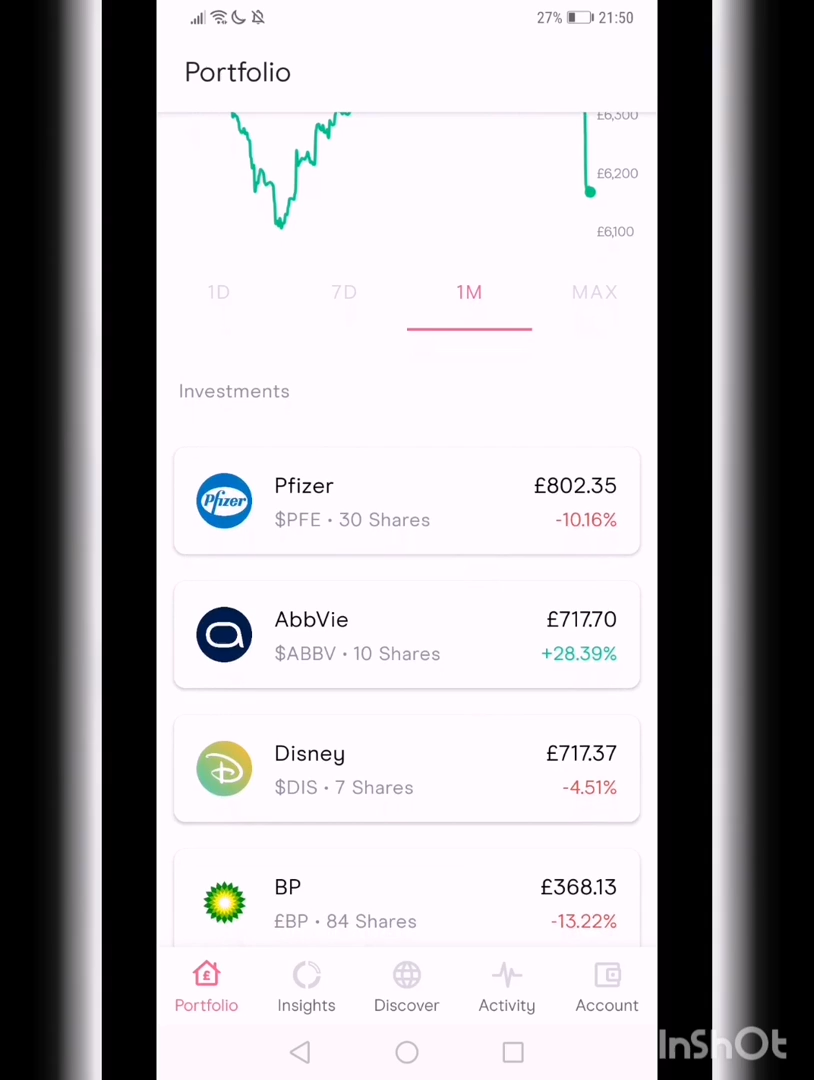 27% 21:50
Portfolio
£6,300
£6,200
£6,100
1D 7D 1M MAX
Investments
Pfizer
Pfizer £802.35
$PFE • 30 Shares -10.16%
AbbVie £717.70
$ABBV • 10 Shares +28.39%
Disney £717.37
$DIS • 7 Shares -4.51%
BP £368.13
£BP • 84 Shares -13.22%
£
Portfolio Insights Discover Activity Account
InShOt